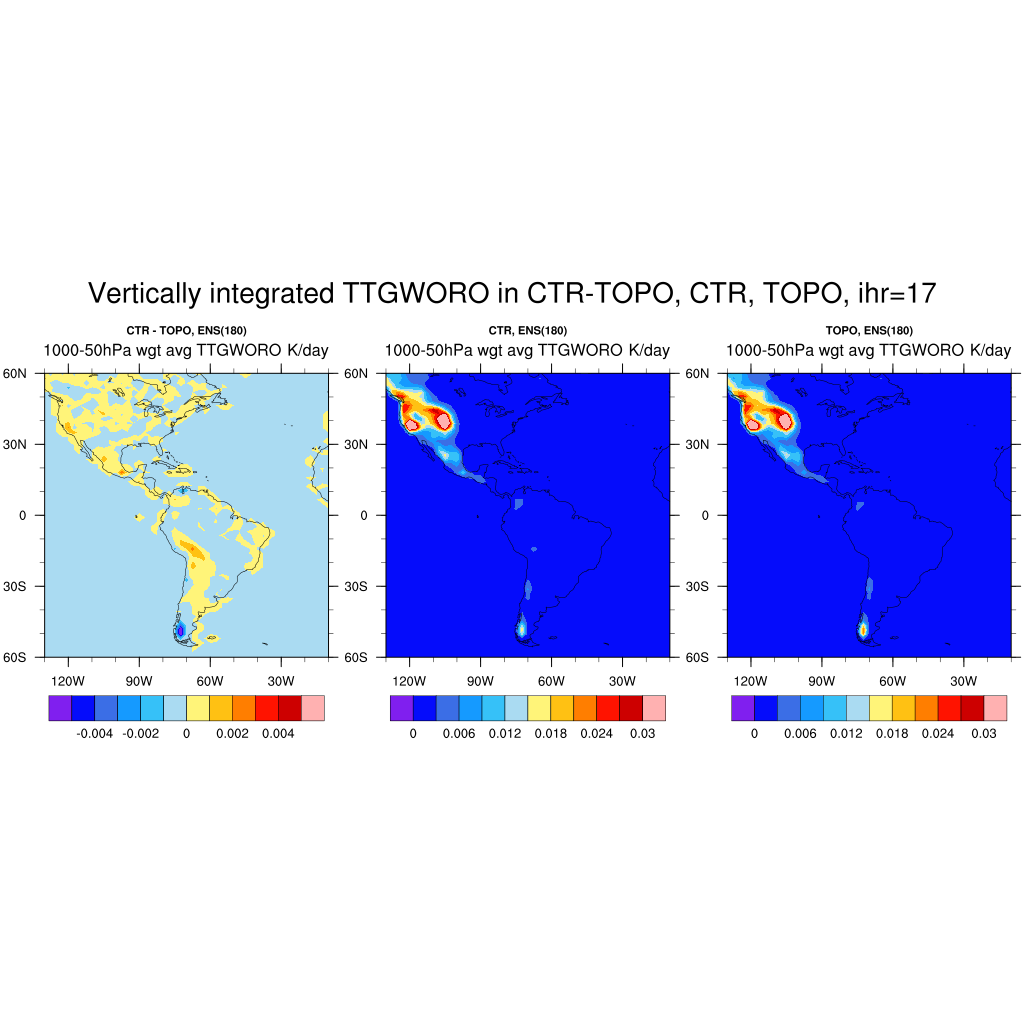 Vertically integrated TTGWORO in CTR-TOPO, CTR, TOPO, ihr=17
CTR - TOPO, ENS(180)
1000-50hPa wgt avg TTGWORO K/day
60N
30N
0
30S
60S
120W 90W 60W 30W
-0.004 -0.002 0 0.002 0.004
CTR, ENS(180)
1000-50hPa wgt avg TTGWORO K/day
60N
30N
0
30S
60S
120W 90W 60W 30W
0 0.006 0.012 0.018 0.024 0.03
TOPO, ENS(180)
1000-50hPa wgt avg TTGWORO K/day
60N
30N
0
30S
60S
120W 90W 60W 30W
0 0.006 0.012 0.018 0.024 0.03